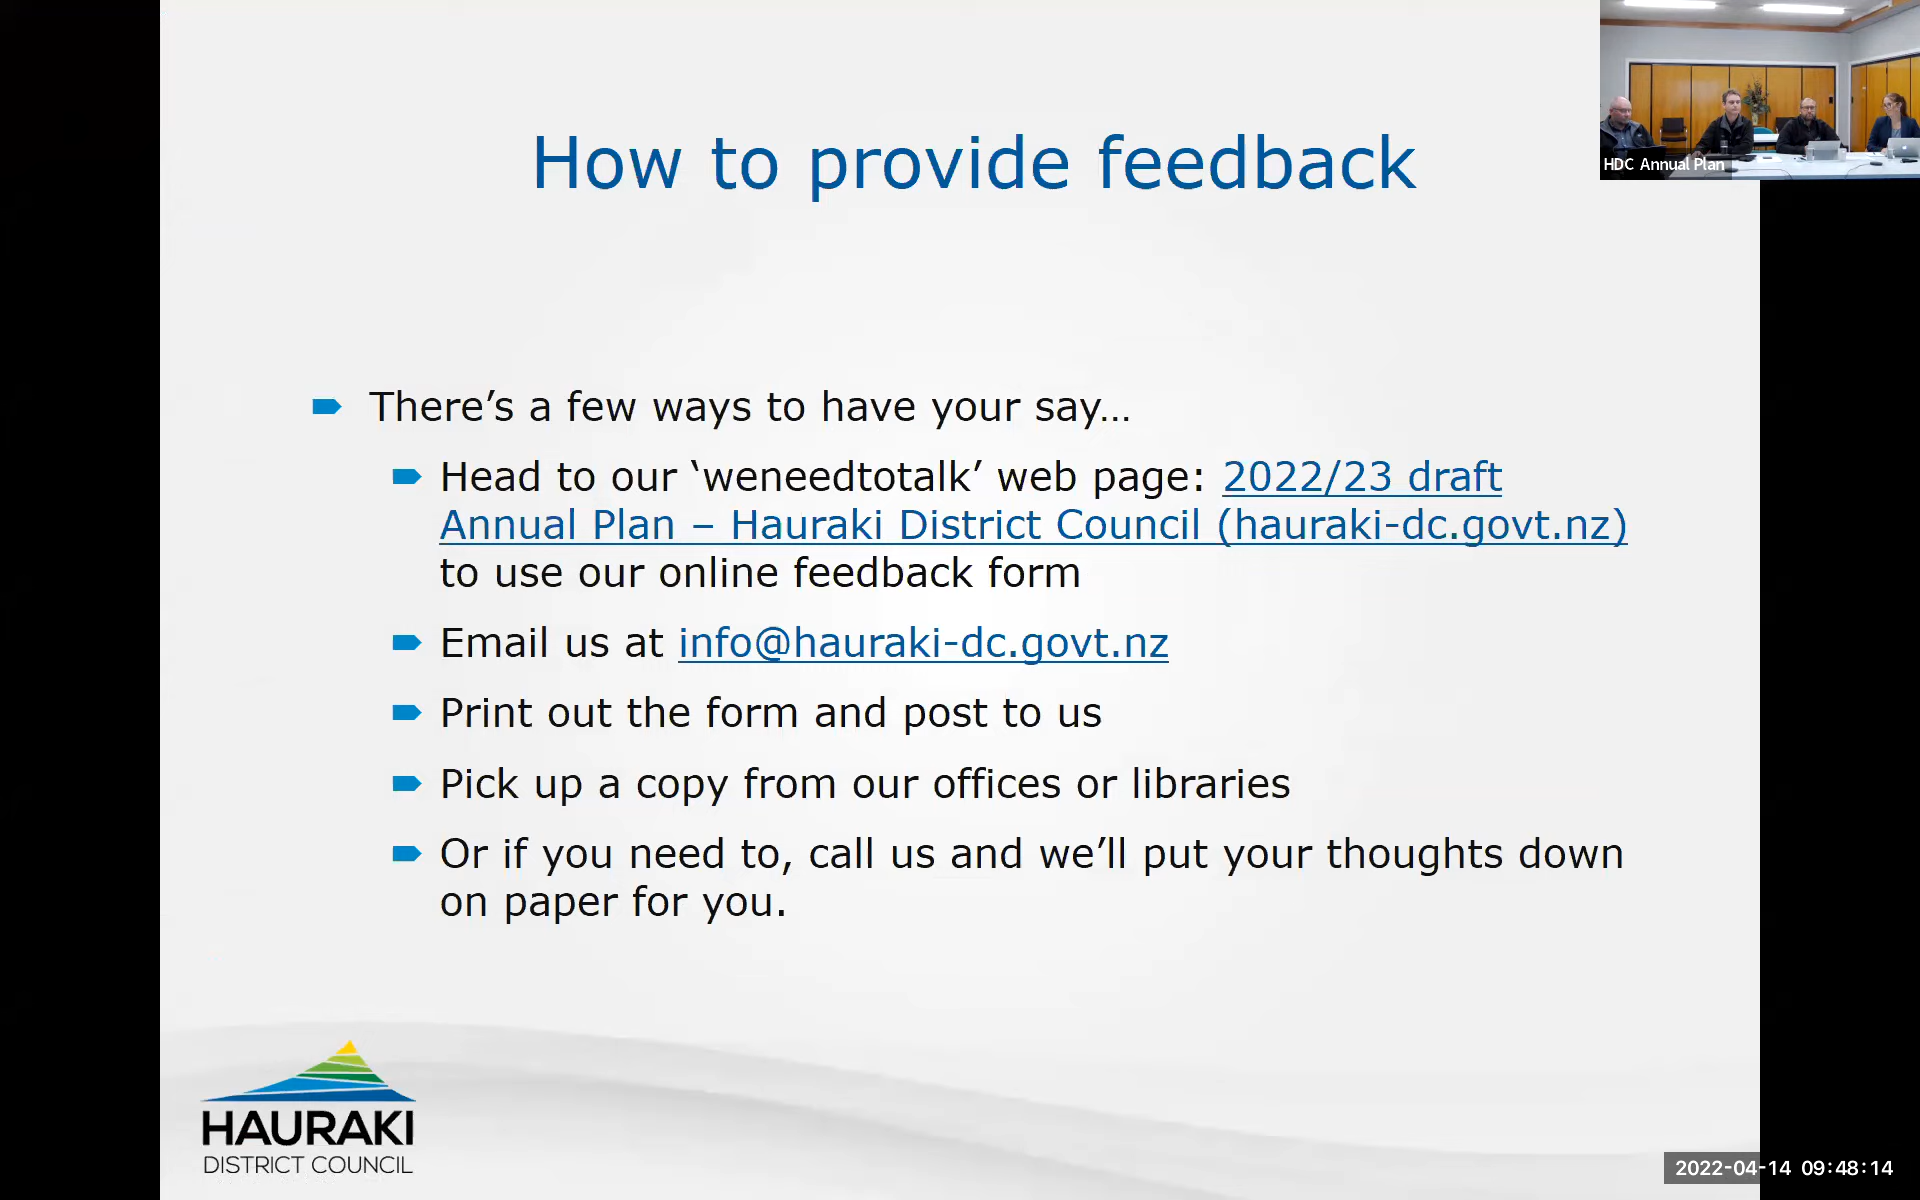 How to provide feedback
There’s a few ways to have your say…
Head to our ‘weneedtotalk’ web page: 2022/23 draft
Annual Plan – Hauraki District Council (hauraki-dc.govt.nz)
to use our online feedback form
Email us at info@hauraki-dc.govt.nz
Print out the form and post to us
Pick up a copy from our offices or libraries
Or if you need to, call us and we’ll put your thoughts down
on paper for you.
HAURAKI
DISTRICT COUNCIL
HDC Annual Plan
2022-04-14 09:48:14